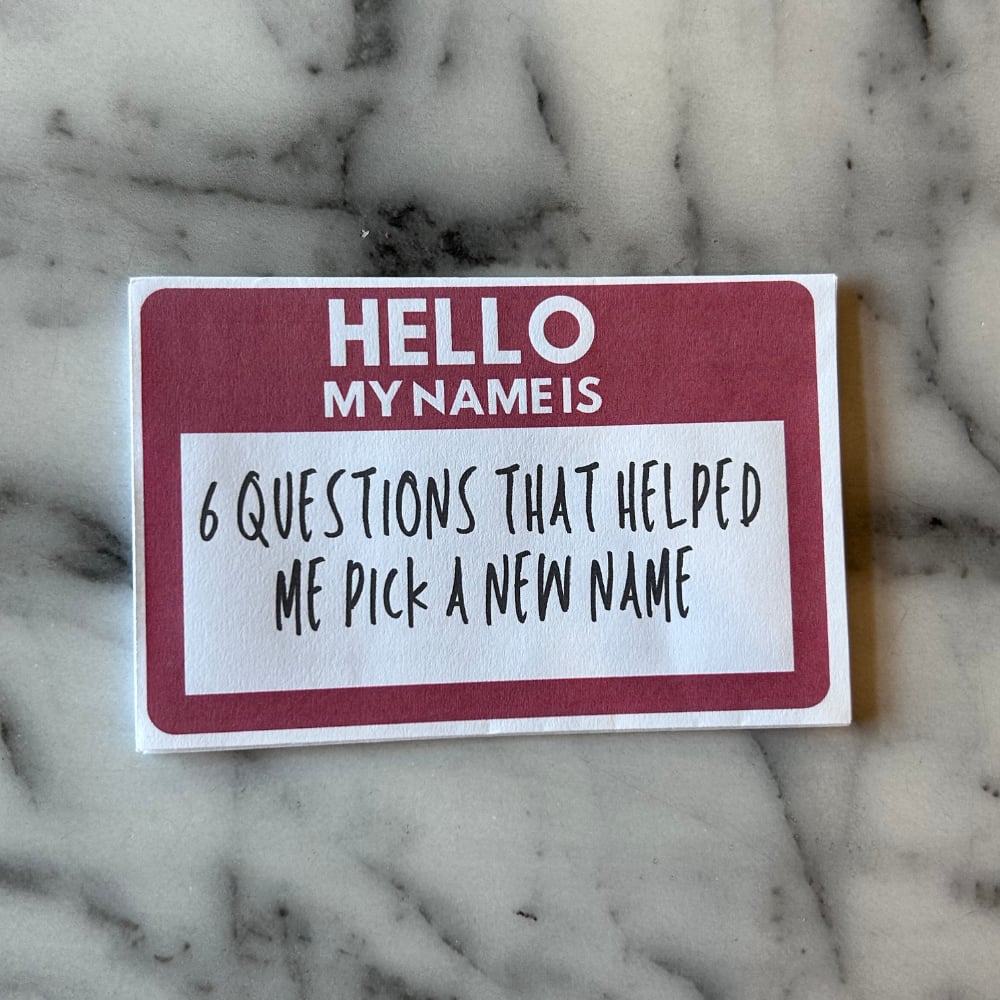 HELLO
MY NAME IS
6 QUESTIONS THAT HELPED
ME PICK A NEW NAME